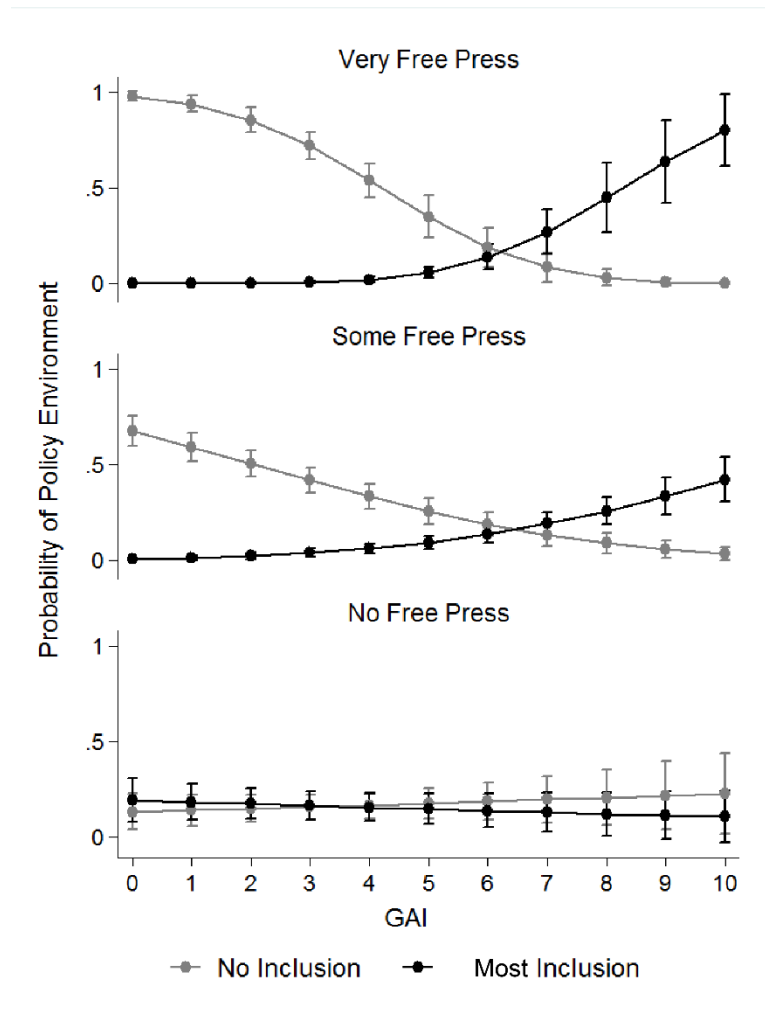 Very Free Press
1
.5
0
Some Free Press
1
.5
0
No Free Press
1
.5
0
Probability of Policy Environment
0 1 2 3 4 5 6 7 8 9 10
GAI
No Inclusion Most Inclusion